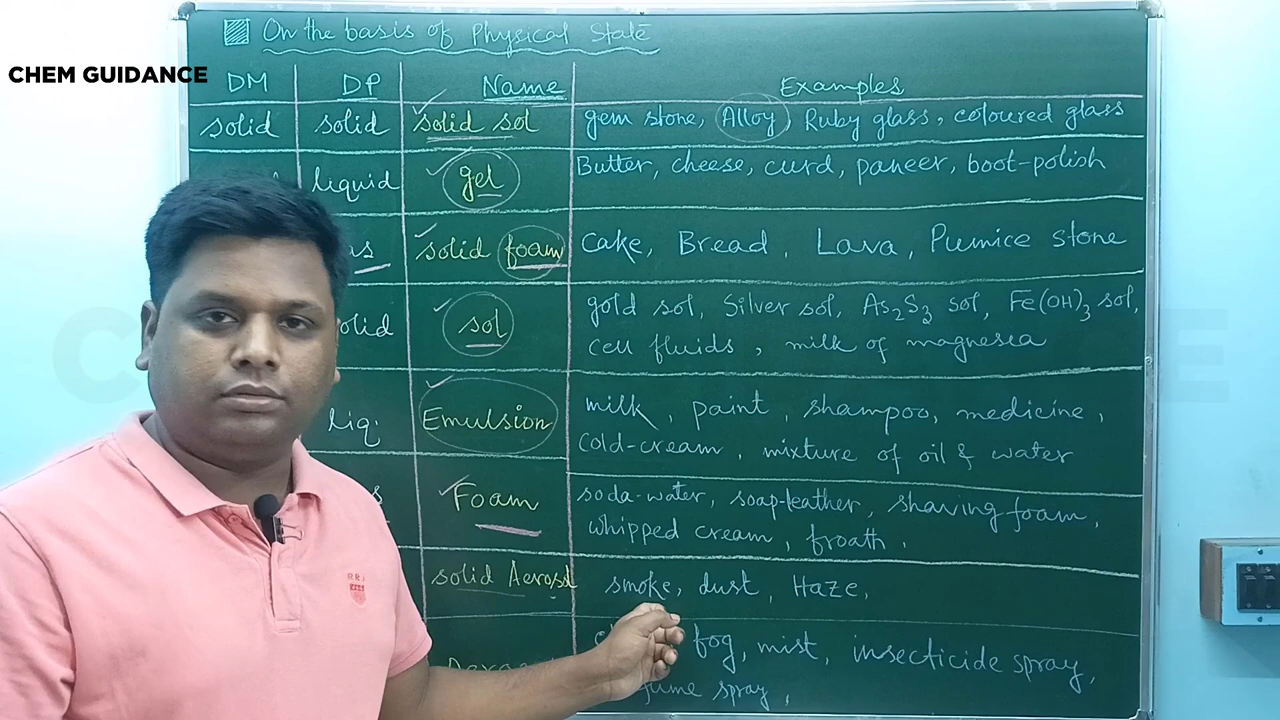 On the basis of Physical State
CHEM GUIDANCE
DM DP Name Examples
solid solid solid sol gem stone, Alloy, Ruby glass, coloured glass
liquid gel Butter, cheese, curd, paneer, boot-polish
solid foam cake, Bread, Lava, Pumice stone
sol gold sol, Silver sol, As2S3 sol, Fe(OH)3 sol,
cell fluids, milk of magnesea
liq. Emulsion milk, paint, shampoo, medicine,
cold-cream, mixture of oil & water
Foam soda-water, soap-leather, shaving foam,
whipped cream, froath.
solid Aerosol smoke, dust, Haze,
fog, mist, insecticide spray,
spray,
RRJ